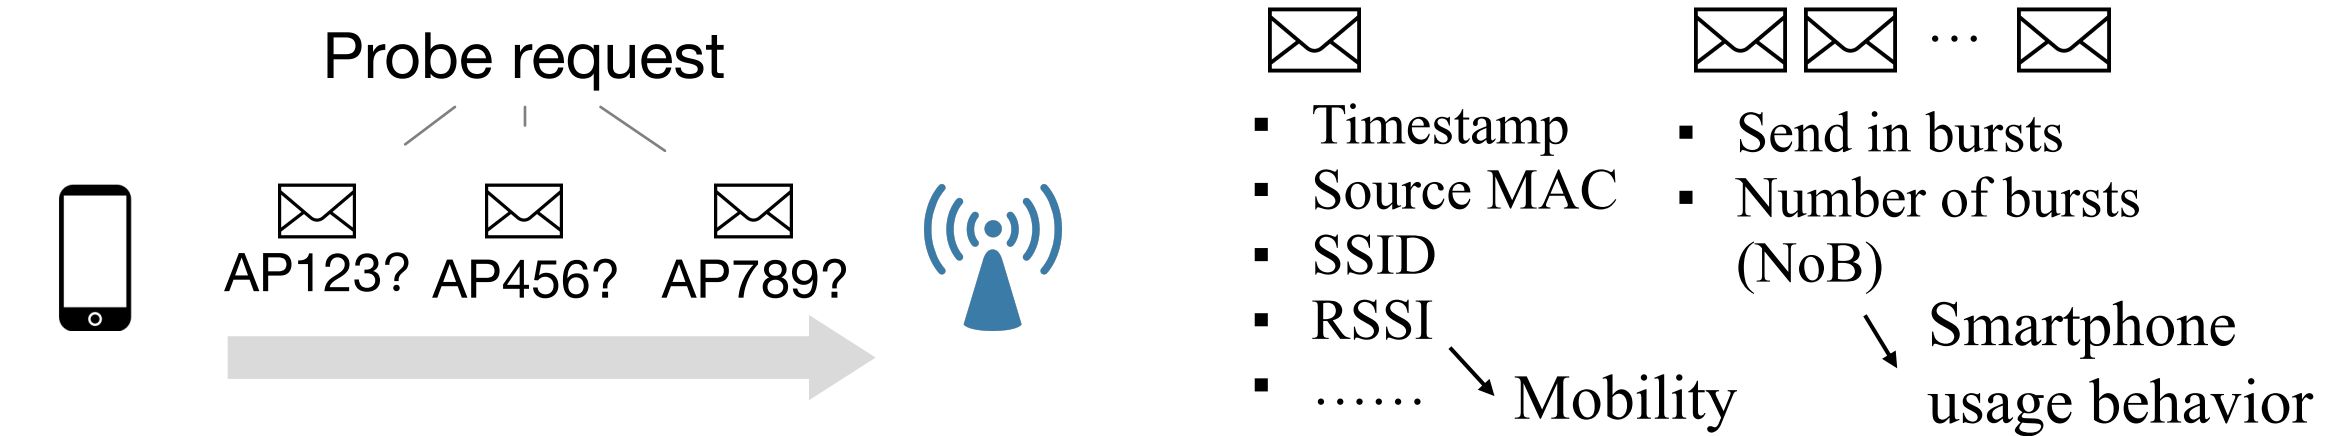 Probe request
AP123?
AP456?
AP789?
▪ Timestamp
▪ Source MAC
▪ SSID
▪ RSSI
▪ ……
Mobility
…
▪ Send in bursts
▪ Number of bursts
(NoB)
Smartphone
usage behavior